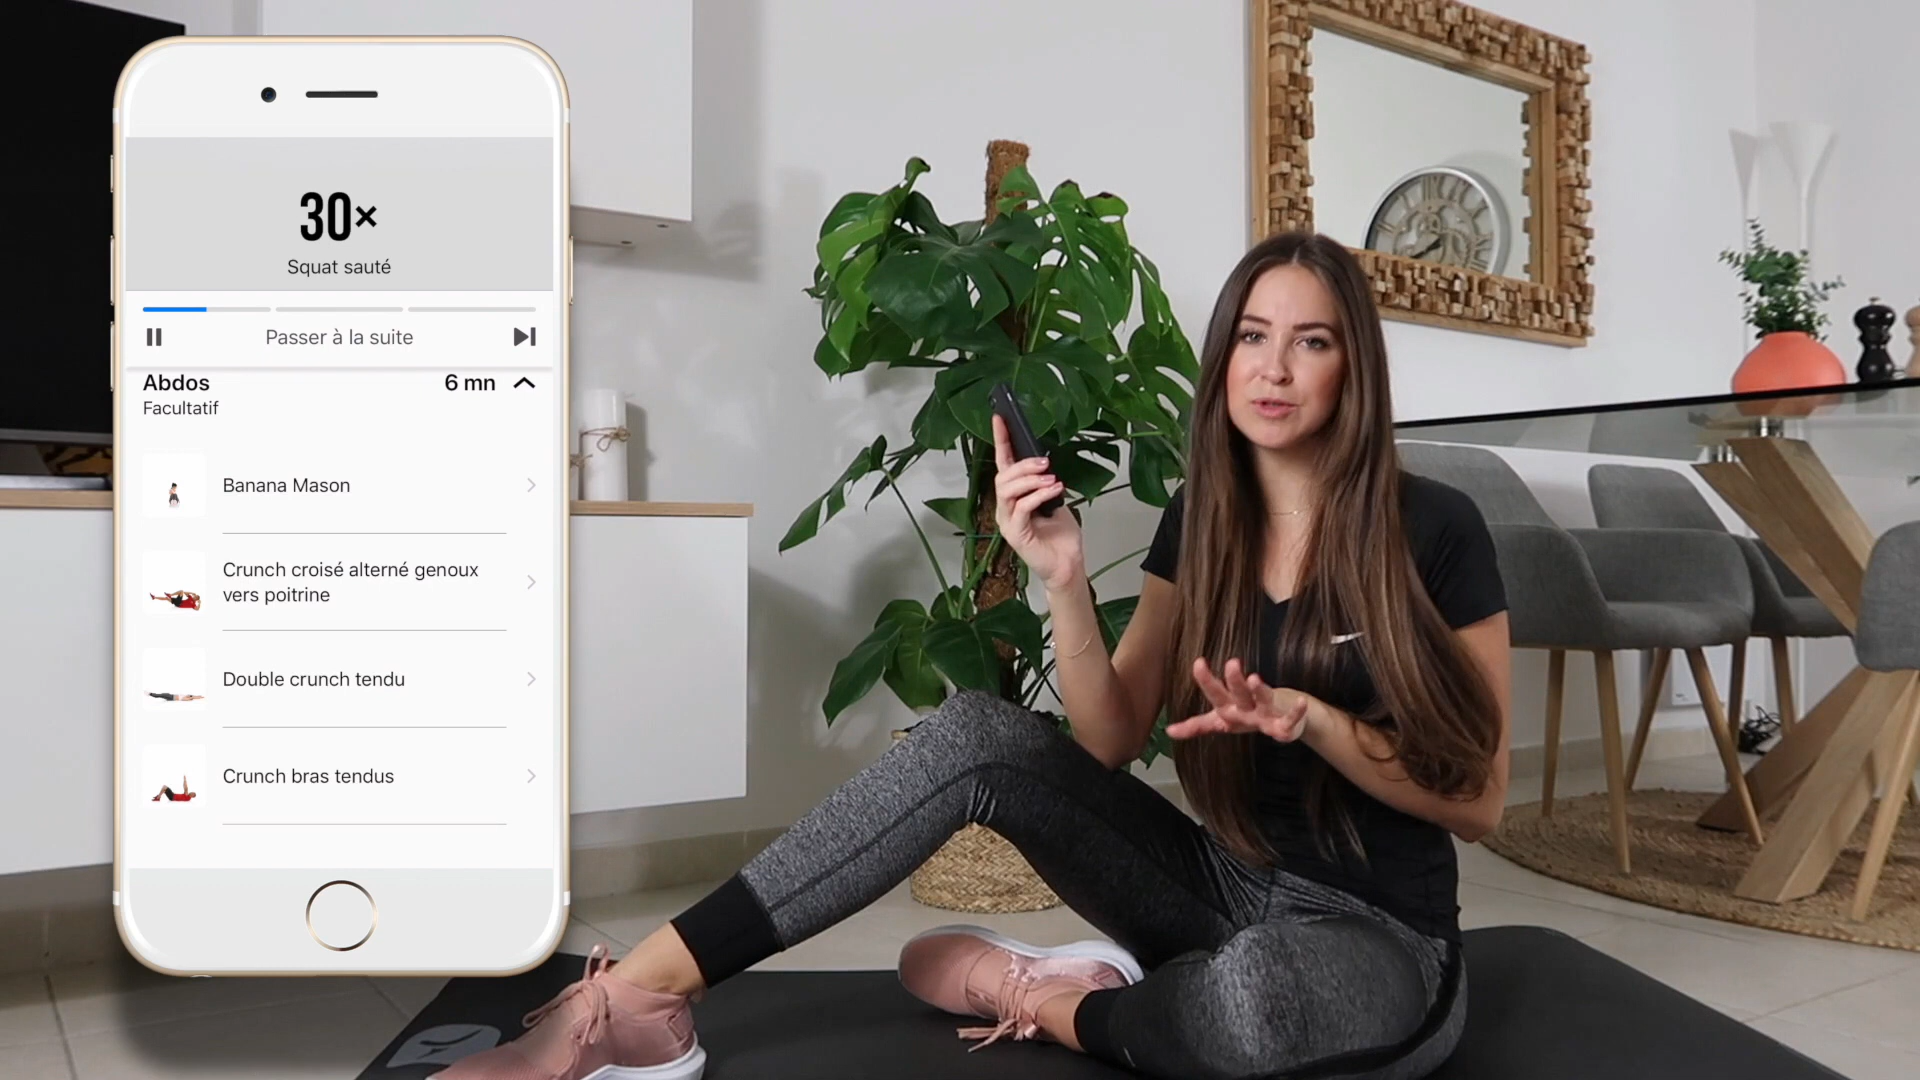 30×
Squat sauté
Passer à la suite
Abdos
6 mn
Facultatif
Banana Mason
Crunch croisé alterné genoux
vers poitrine
Double crunch tendu
Crunch bras tendus